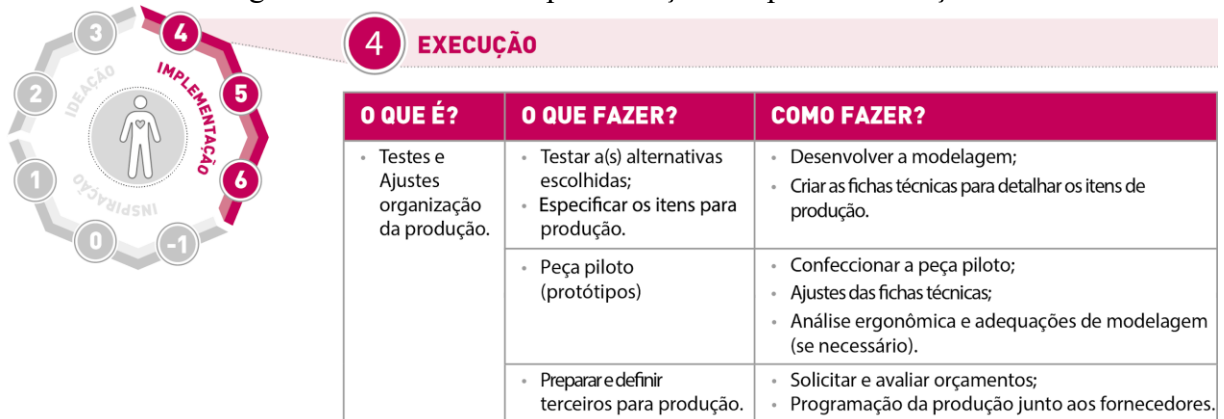 4 EXECUÇÃO
3
4
2
5
1
6
0
-1
IDEAÇÃO
IMPLEMENTAÇÃO
INSPIRAÇÃO
O QUE É?
O QUE FAZER?
COMO FAZER?
• Testes e
Ajustes
organização
da produção.
• Testar a(s) alternativas
escolhidas;
• Especificar os itens para
produção.
• Desenvolver a modelagem;
• Criar as fichas técnicas para detalhar os itens de
produção.
• Peça piloto
(protótipos)
• Confeccionar a peça piloto;
• Ajustes das fichas técnicas;
• Análise ergonômica e adequações de modelagem
(se necessário).
• Preparar e definir
terceiros para produção.
• Solicitar e avaliar orçamentos;
• Programação da produção junto aos fornecedores.